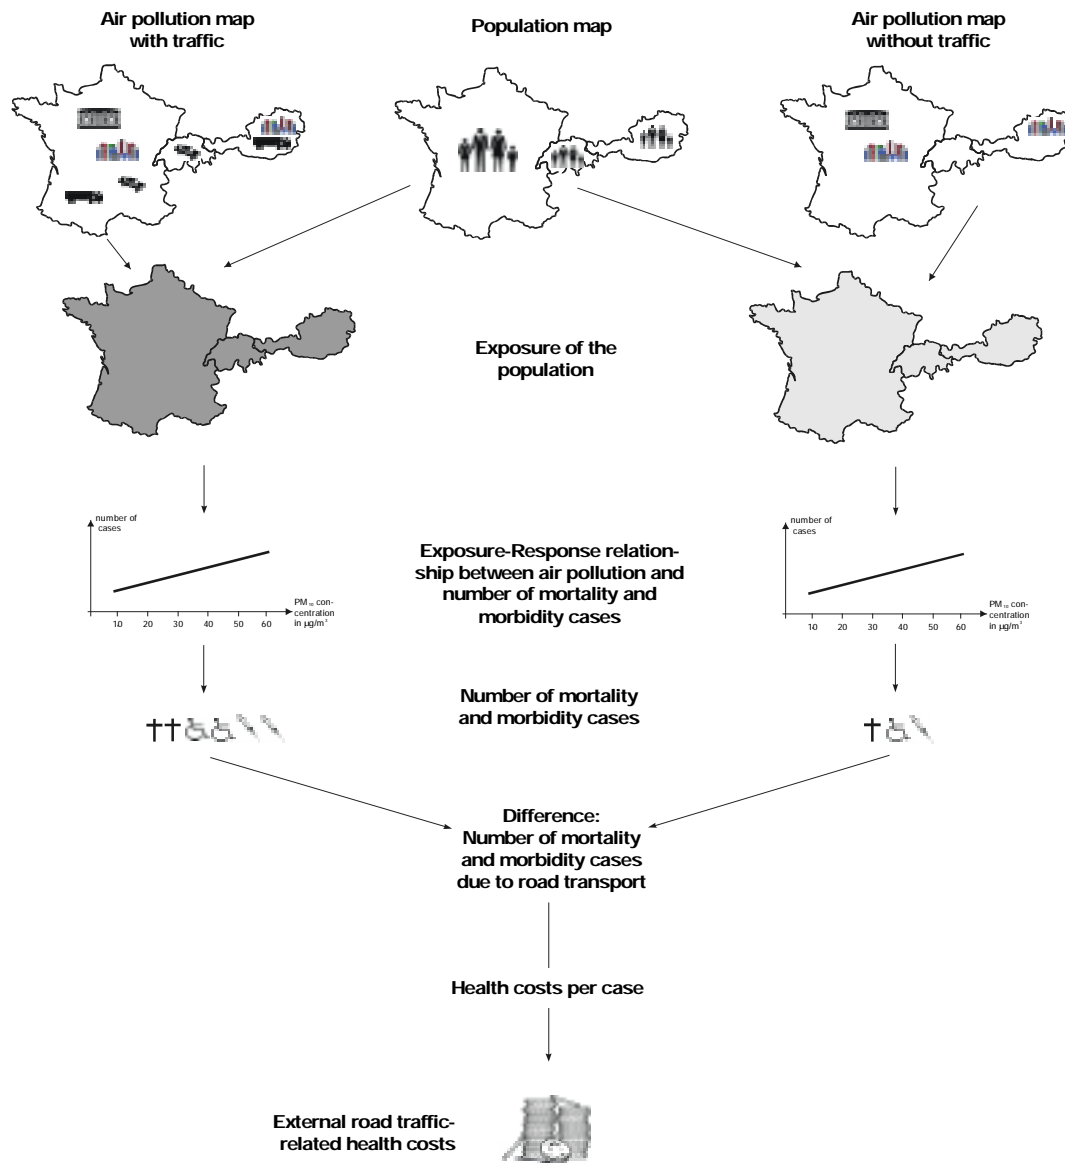 Air pollution map
with traffic
Population map
Air pollution map
without traffic
Exposure of the
population
number of
cases
PM₁₀ con-
centration
in µg/m³
10 20 30 40 50 60
Exposure-Response relation-
ship between air pollution and
number of mortality and
morbidity cases
number of
cases
PM₁₀ con-
centration
in µg/m³
10 20 30 40 50 60
Number of mortality
and morbidity cases
Difference:
Number of mortality
and morbidity cases
due to road transport
Health costs per case
External road traffic-
related health costs